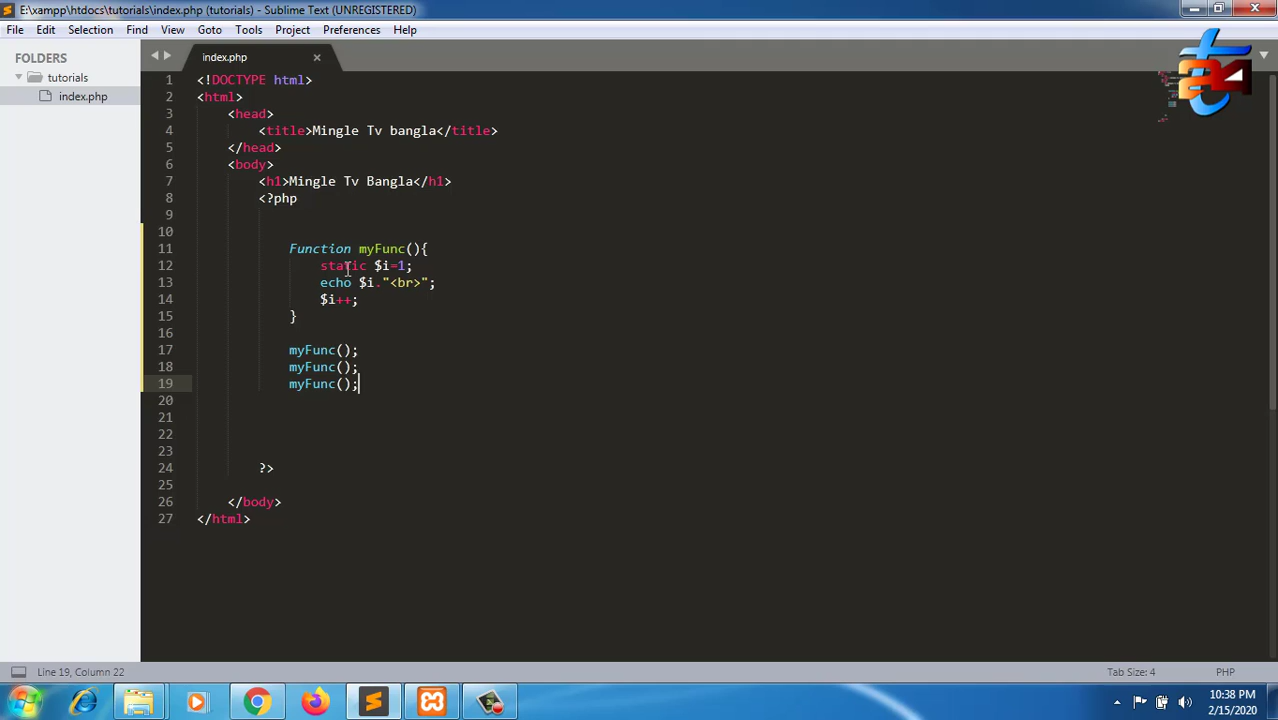 E:\xampp\htdocs\tutorials\index.php (tutorials) - Sublime Text (UNREGISTERED)
File Edit Selection Find View Goto Tools Project Preferences Help
FOLDERS
tutorials
index.php
index.php
1 <!DOCTYPE html>
2 <html>
3 <head>
4 <title>Mingle Tv bangla</title>
5 </head>
6 <body>
7 <h1>Mingle Tv Bangla</h1>
8 <?php
9
10
11 Function myFunc(){
12 static $i=1;
13 echo $i."<br>";
14 $i++;
15 }
16
17 myFunc();
18 myFunc();
19 myFunc();
20
21
22
23
24 ?>
25
26 </body>
27 </html>
Line 19, Column 22 Tab Size: 4 PHP
10:38 PM
2/15/2020